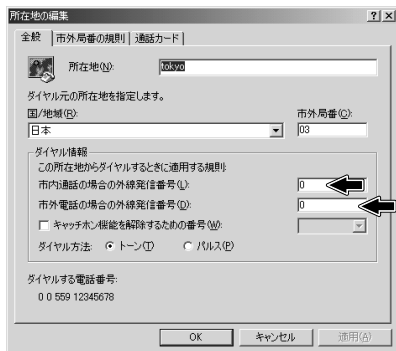 所在地の編集
全般 市外局番の規則 通話カード
所在地(N): tokyo
ダイヤル元の所在地を指定します。
国/地域(R): 市外局番(C):
日本 03
ダイヤル情報
この所在地からダイヤルするときに適用する規則:
市内通話の場合の外線発信番号(L): 0
市外電話の場合の外線発信番号(D): 0
キャッチホン機能を解除するための番号(W):
ダイヤル方法: トーン(T) パルス(P)
ダイヤルする電話番号:
0 0 559 12345678
OK キャンセル 適用(A)